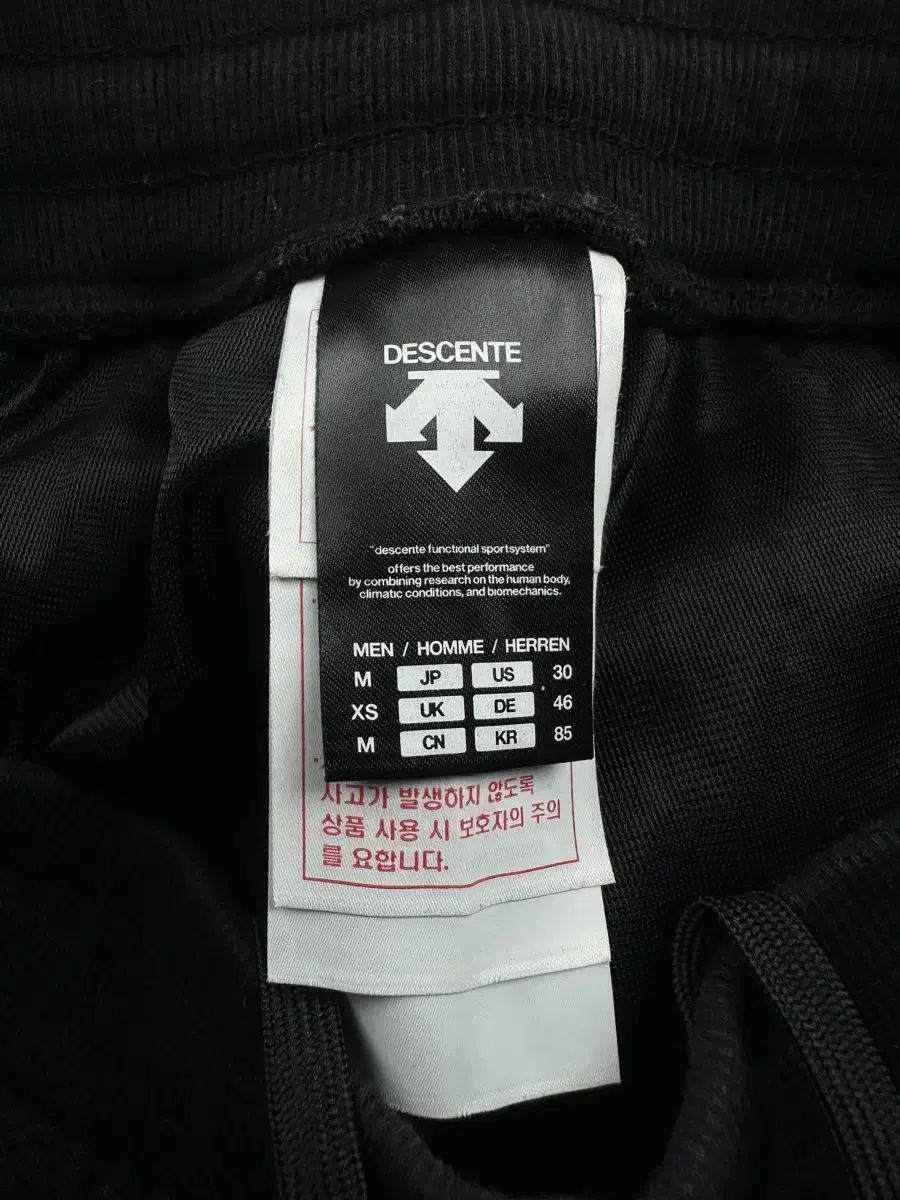 DESCENTE
"descente functional sportsystem"
offers the best performance
by combining research on the human body,
climatic conditions, and biomechanics.
MEN / HOMME / HERREN
M JP US 30
XS UK DE 46
M CN KR 85
사고가 발생하지 않도록
상품 사용 시 보호자의 주의
를 요합니다.